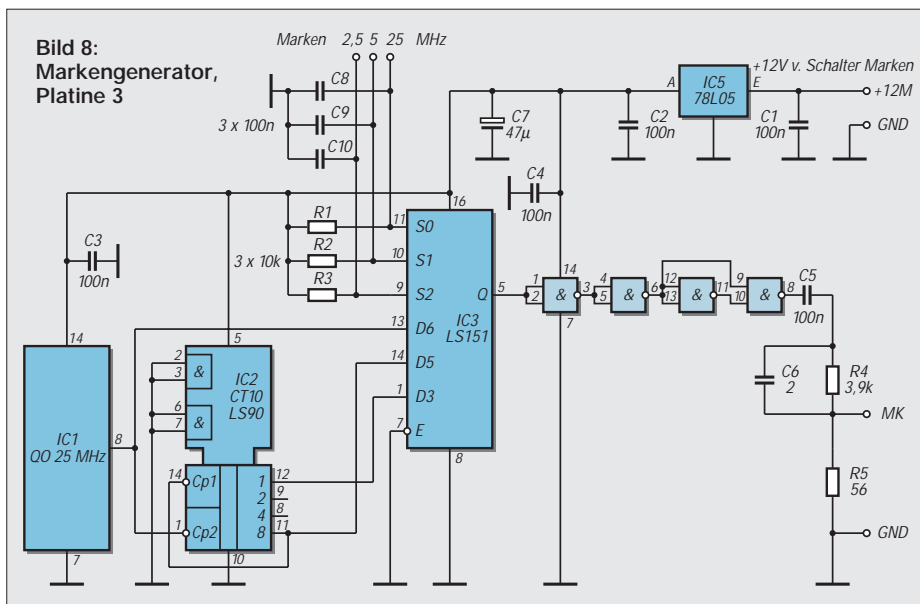 Bild 8:
Markengenerator,
Platine 3
Marken 2,5 5 25 MHz
C8
3 x 100n
C9
C10
C7
47µ
C2
100n
A
IC5
78L05
E
+12V v. Schalter Marken
+12M
C1
100n
GND
C4
100n
16
C3
100n
R1
R2
R3
3 x 10k
11 S0
10 S1
9 S2
13 D6
14 D5
1 D3
7 E
Q 5
IC3
LS151
8
14
1
2
&
3
7
4
5
&
6
12
13
&
11
9
10
&
8
C5
100n
C6
2
R4
3,9k
MK
R5
56
GND
14
IC1
QO 25 MHz
8
7
5
2
3
&
6
7
&
IC2
CT10
LS90
14 Cp1
1 Cp2
1 12
2 9
4 8
8 11
10